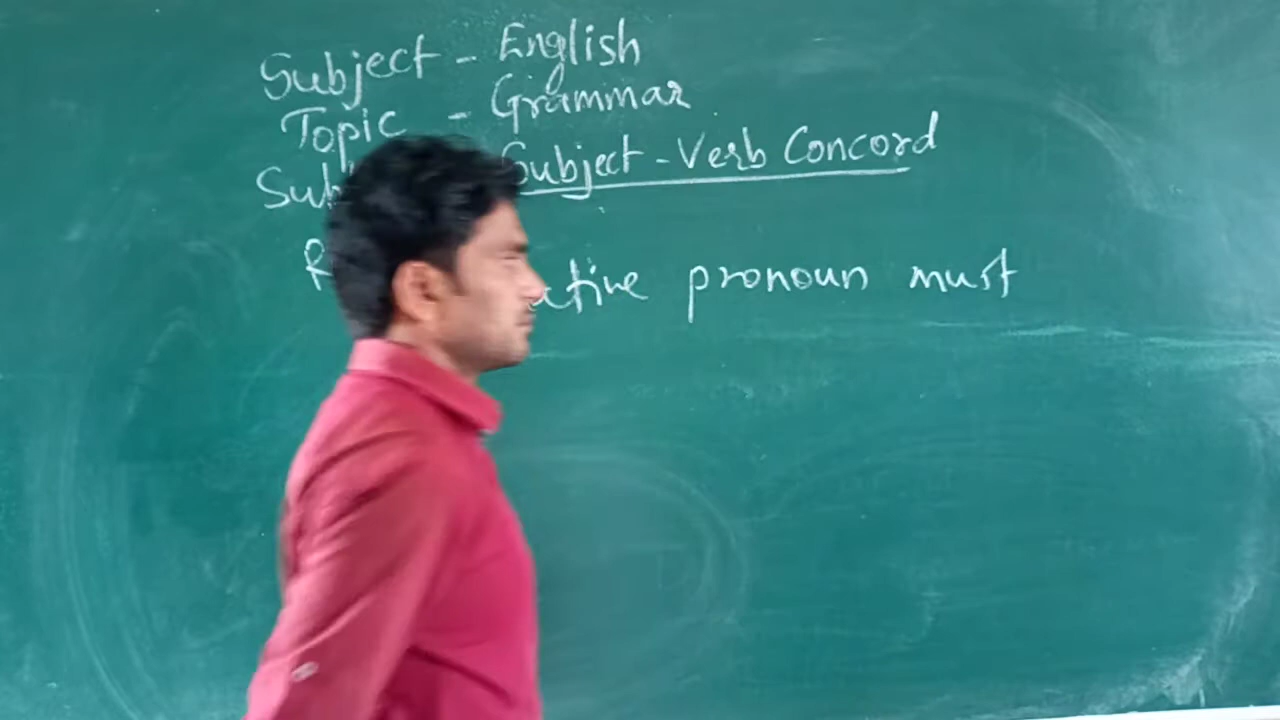 Subject - English
Topic - Grammar
Subject - Verb Concord
pronoun must